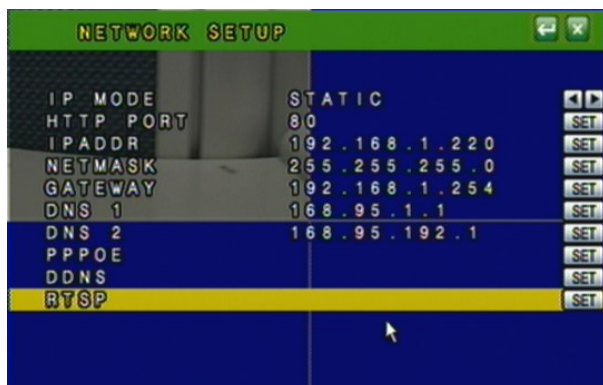 NETWORK SETUP
IP MODE STATIC
HTTP PORT 80 SET
IPADDR 192.168.1.220 SET
NETMASK 255.255.255.0 SET
GATEWAY 192.168.1.254 SET
DNS 1 168.95.1.1 SET
DNS 2 168.95.192.1 SET
PPPOE SET
DDNS SET
RTSP SET